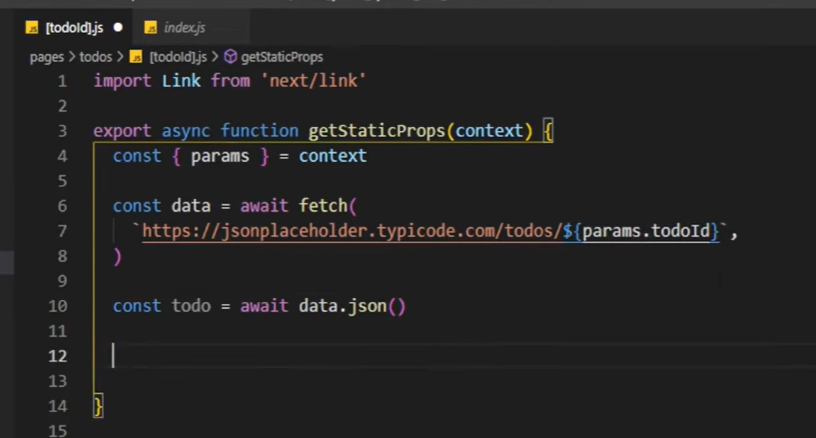 [todoId].js
index.js
pages > todos > [todoId].js > getStaticProps
1 import Link from 'next/link'
2
3 export async function getStaticProps(context) {
4 const { params } = context
5
6 const data = await fetch(
7 `https://jsonplaceholder.typicode.com/todos/${params.todoId}`,
8 )
9
10 const todo = await data.json()
11
12
13
14 }
15